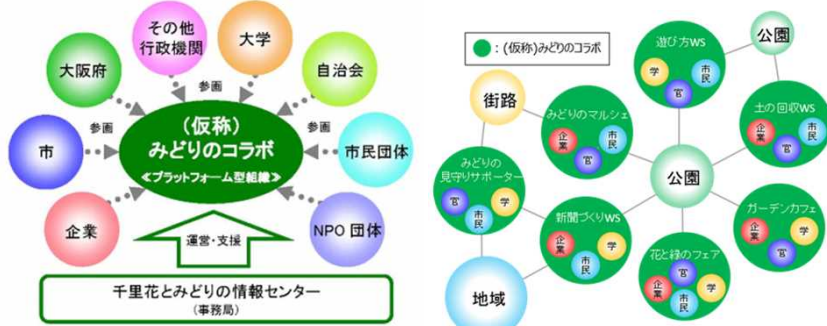 その他
行政機関
大学
大阪府
自治会
参画
参画
参画
市
(仮称)
みどりのコラボ
≪プラットフォーム型組織≫
市民団体
企業
NPO 団体
運営・支援
千里花とみどりの情報センター
(事務局)
:(仮称)みどりのコラボ
遊び方WS
学
市民
官
公園
街路
みどりのマルシェ
企業
市民
官
土の回収WS
企業
市民
官
みどりの
見守りサポーター
官
学
市民
公園
新聞づくりWS
企業
学
市民
ガーデンカフェ
企業
学
官
花と緑のフェア
官
企業
学
市民
地域